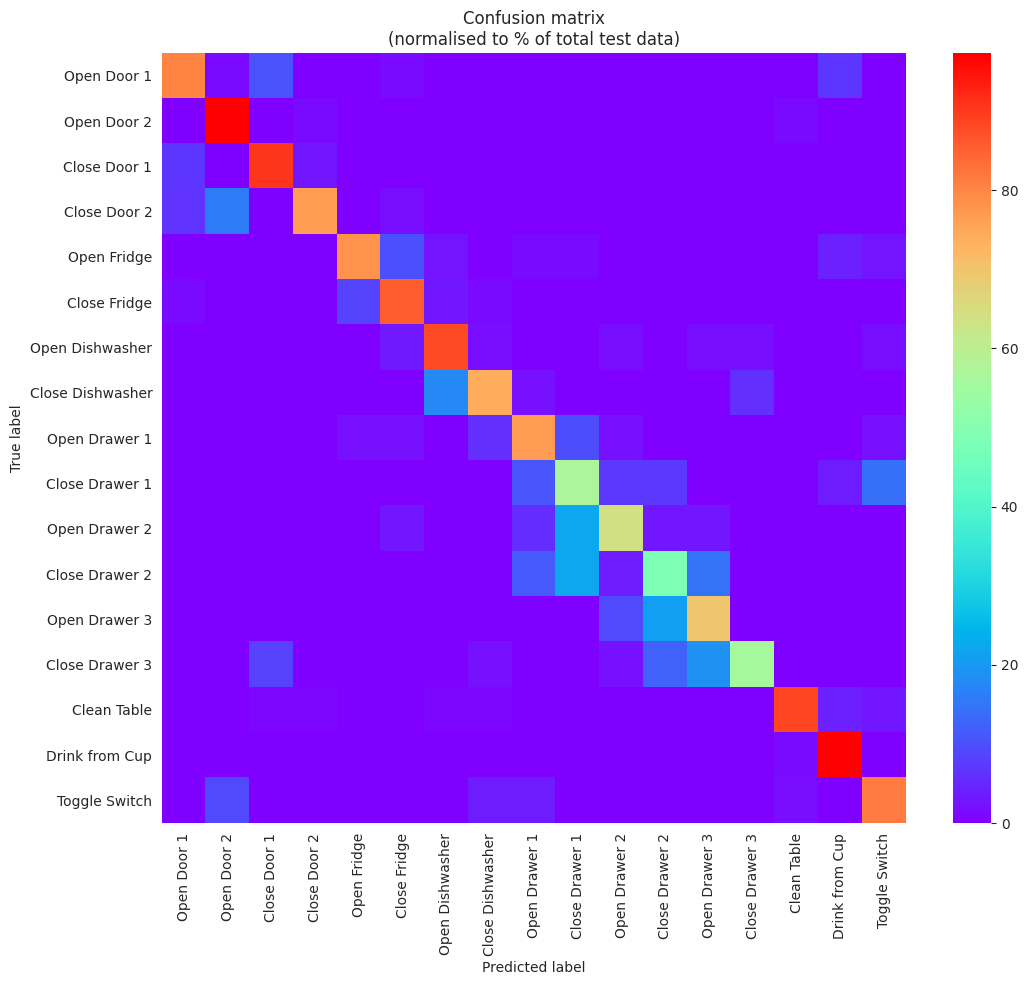 Confusion matrix
(normalised to % of total test data)
True label
Open Door 1
Open Door 2
Close Door 1
Close Door 2
Open Fridge
Close Fridge
Open Dishwasher
Close Dishwasher
Open Drawer 1
Close Drawer 1
Open Drawer 2
Close Drawer 2
Open Drawer 3
Close Drawer 3
Clean Table
Drink from Cup
Toggle Switch
Open Door 1
Open Door 2
Close Door 1
Close Door 2
Open Fridge
Close Fridge
Open Dishwasher
Close Dishwasher
Open Drawer 1
Close Drawer 1
Open Drawer 2
Close Drawer 2
Open Drawer 3
Close Drawer 3
Clean Table
Drink from Cup
Toggle Switch
Predicted label
80
60
40
20
0